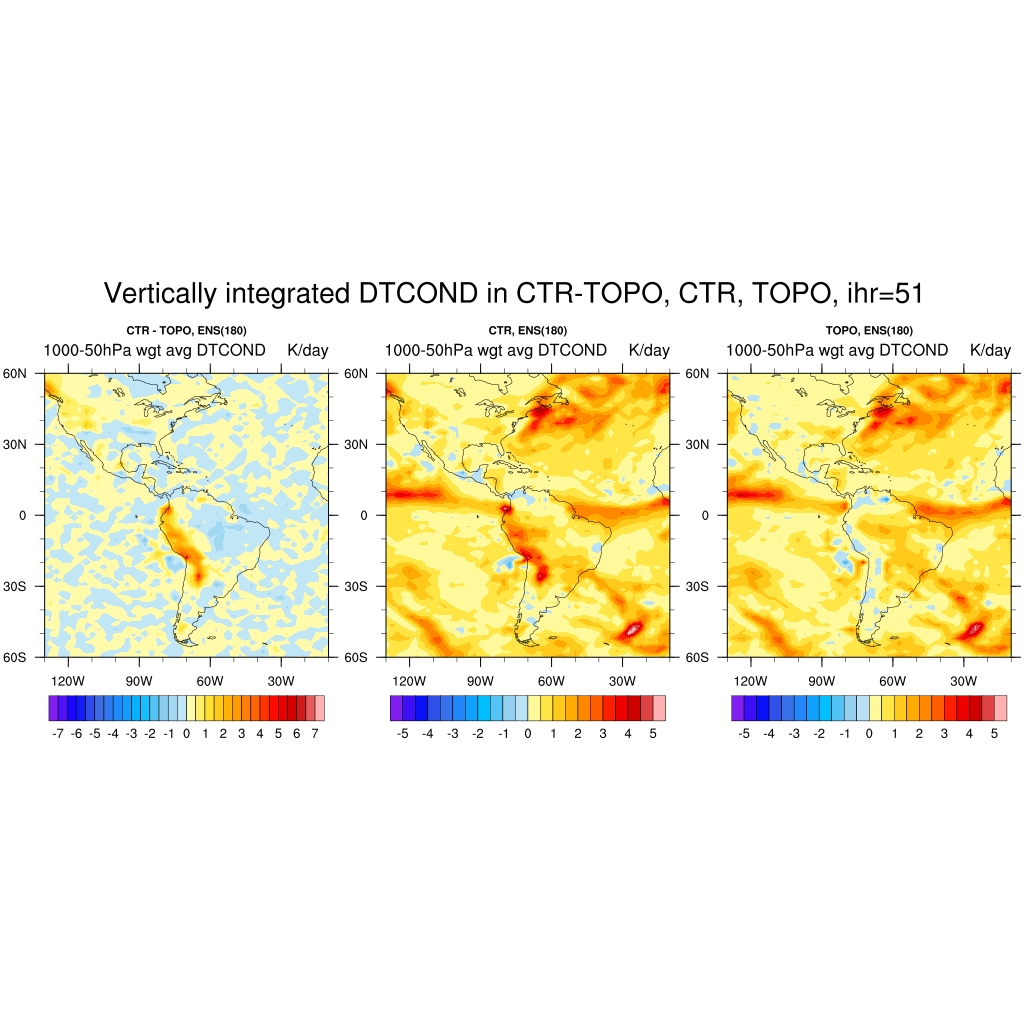 Vertically integrated DTCOND in CTR-TOPO, CTR, TOPO, ihr=51
CTR - TOPO, ENS(180)
1000-50hPa wgt avg DTCOND K/day
60N
30N
0
30S
60S
120W 90W 60W 30W
-7 -6 -5 -4 -3 -2 -1 0 1 2 3 4 5 6 7
CTR, ENS(180)
1000-50hPa wgt avg DTCOND K/day
60N
30N
0
30S
60S
120W 90W 60W 30W
-5 -4 -3 -2 -1 0 1 2 3 4 5
TOPO, ENS(180)
1000-50hPa wgt avg DTCOND K/day
60N
30N
0
30S
60S
120W 90W 60W 30W
-5 -4 -3 -2 -1 0 1 2 3 4 5